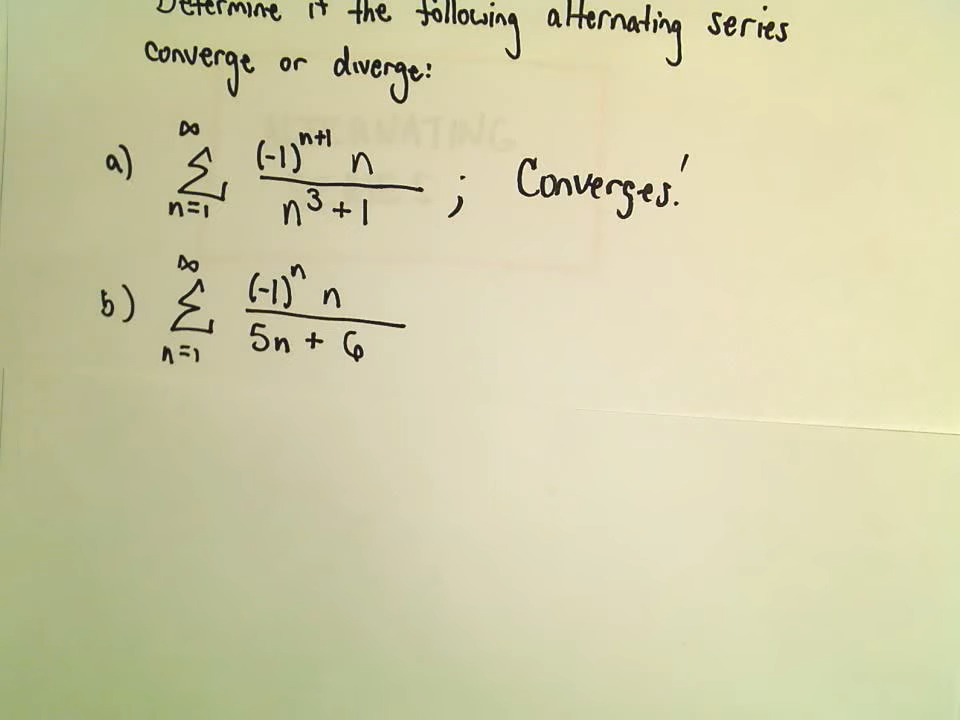 Determine if the following alternating series
converge or diverge:
a) ∞ Σ n=1 (-1)^{n+1} n / n^3 + 1 ; Converges!
b) ∞ Σ n=1 (-1)^n n / 5n + 6